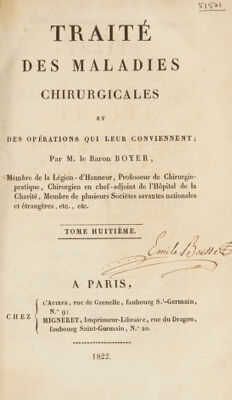 51571
TRAITÉ
DES MALADIES
CHIRURGICALES
ET
DES OPÉRATIONS QUI LEUR CONVIENNENT;
Par M. le Baron BOYER,
Membre de la Légion-d'Honneur, Professeur de Chirurgie-
pratique, Chirurgien en chef-adjoint de l'Hôpital de la
Charité, Membre de plusieurs Sociétés savantes nationales
et étrangères, etc., etc.
TOME HUITIÈME.
Emile
A PARIS,
CHEZ
L'AUTEUR, rue de Grenelle, faubourg S.t-Germain,
N.° 9;
MIGNERET, Imprimeur-Libraire, rue du Dragon,
faubourg Saint-Germain, N.° 20.
1822.